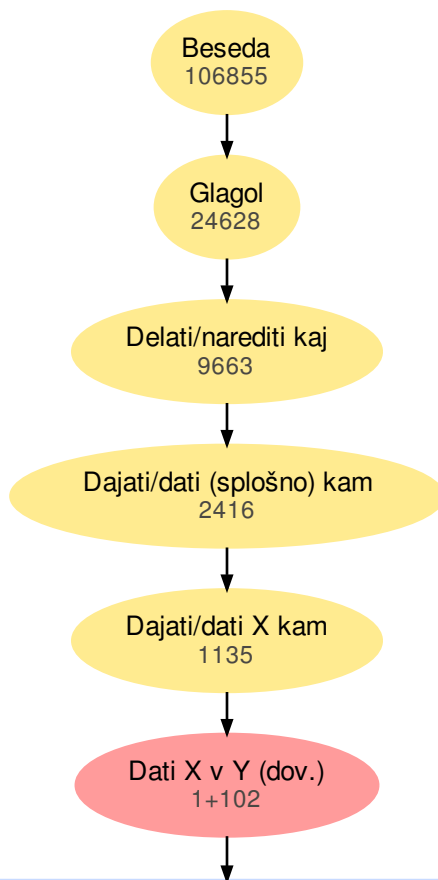 Beseda
106855
Glagol
24628
Delati/narediti kaj
9663
Dajati/dati (splošno) kam
2416
Dajati/dati X kam
1135
Dati X v Y (dov.)
1+102